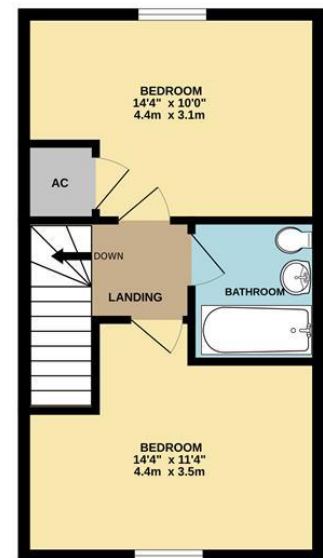 BEDROOM
14'4" x 10'0"
4.4m x 3.1m
AC
DOWN
LANDING
BATHROOM
BEDROOM
14'4" x 11'4"
4.4m x 3.5m